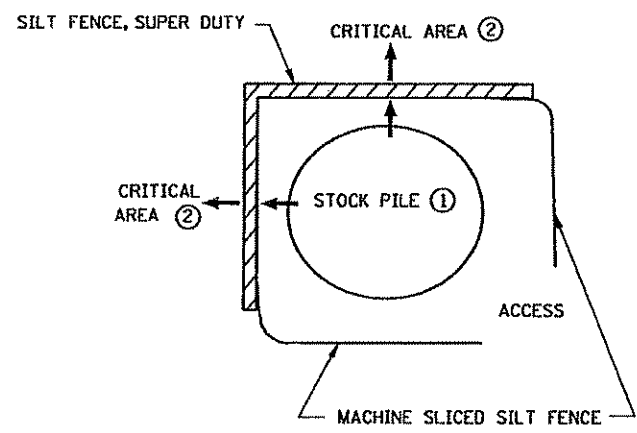 SILT FENCE, SUPER DUTY
CRITICAL AREA ②
CRITICAL
AREA ②
STOCK PILE ①
ACCESS
MACHINE SLICED SILT FENCE